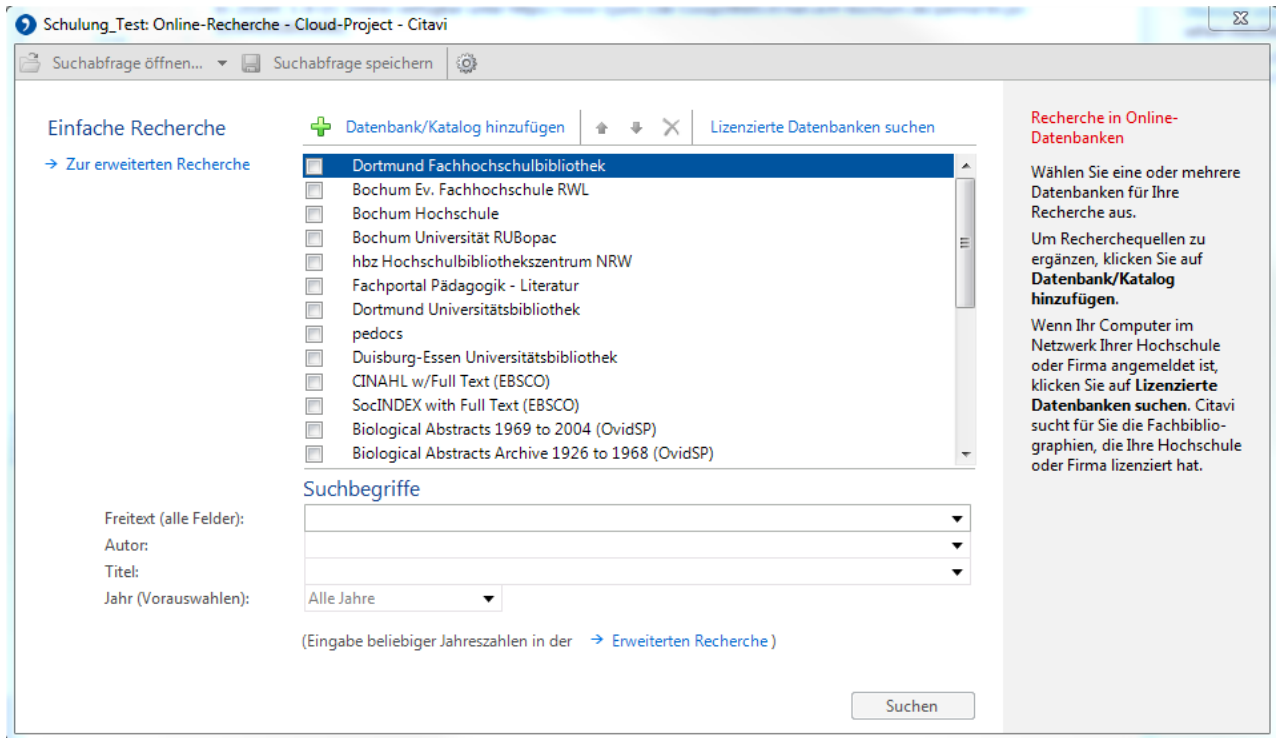 Schulung_Test: Online-Recherche - Cloud-Project - Citavi
Suchabfrage öffnen... Suchabfrage speichern
Einfache Recherche
Zur erweiterten Recherche
Datenbank/Katalog hinzufügen Lizenzierte Datenbanken suchen
Dortmund Fachhochschulbibliothek
Bochum Ev. Fachhochschule RWL
Bochum Hochschule
Bochum Universität RUBopac
hbz Hochschulbibliothekszentrum NRW
Fachportal Pädagogik - Literatur
Dortmund Universitätsbibliothek
pedocs
Duisburg-Essen Universitätsbibliothek
CINAHL w/Full Text (EBSCO)
SocINDEX with Full Text (EBSCO)
Biological Abstracts 1969 to 2004 (OvidSP)
Biological Abstracts Archive 1926 to 1968 (OvidSP)
Suchbegriffe
Freitext (alle Felder):
Autor:
Titel:
Jahr (Vorauswahlen): Alle Jahre
(Eingabe beliebiger Jahreszahlen in der Erweiterten Recherche )
Suchen
Recherche in Online-
Datenbanken
Wählen Sie eine oder mehrere
Datenbanken für Ihre
Recherche aus.
Um Recherchequellen zu
ergänzen, klicken Sie auf
Datenbank/Katalog
hinzufügen.
Wenn Ihr Computer im
Netzwerk Ihrer Hochschule
oder Firma angemeldet ist,
klicken Sie auf Lizenzierte
Datenbanken suchen. Citavi
sucht für Sie die Fachbiblio-
graphien, die Ihre Hochschule
oder Firma lizenziert hat.